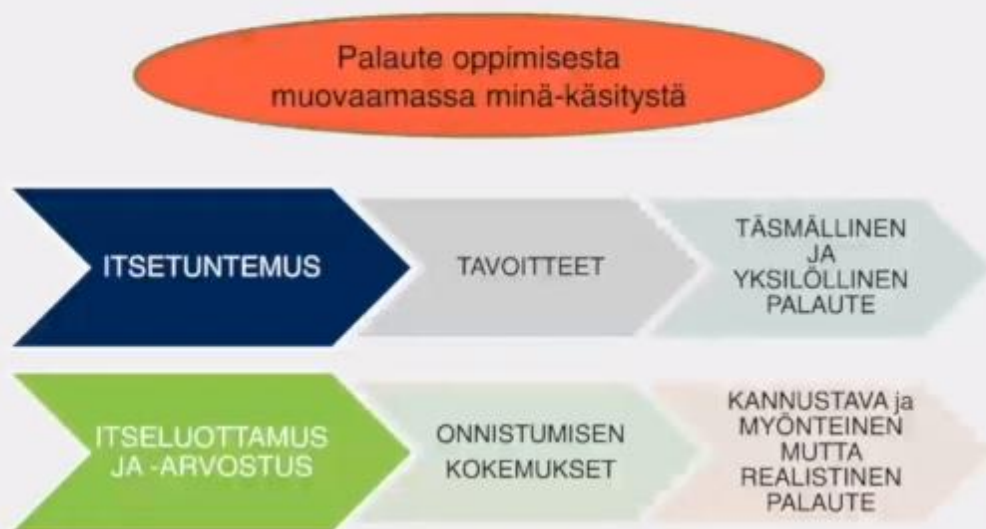 Palaute oppimisesta
muovaamassa minä-käsitystä
ITSETUNTEMUS
TAVOITTEET
TÄSMÄLLINEN
JA
YKSILÖLLINEN
PALAUTE
ITSELUOTTAMUS
JA -ARVOSTUS
ONNISTUMISEN
KOKEMUKSET
KANNUSTAVA ja
MYÖNTEINEN
MUTTA
REALISTINEN
PALAUTE